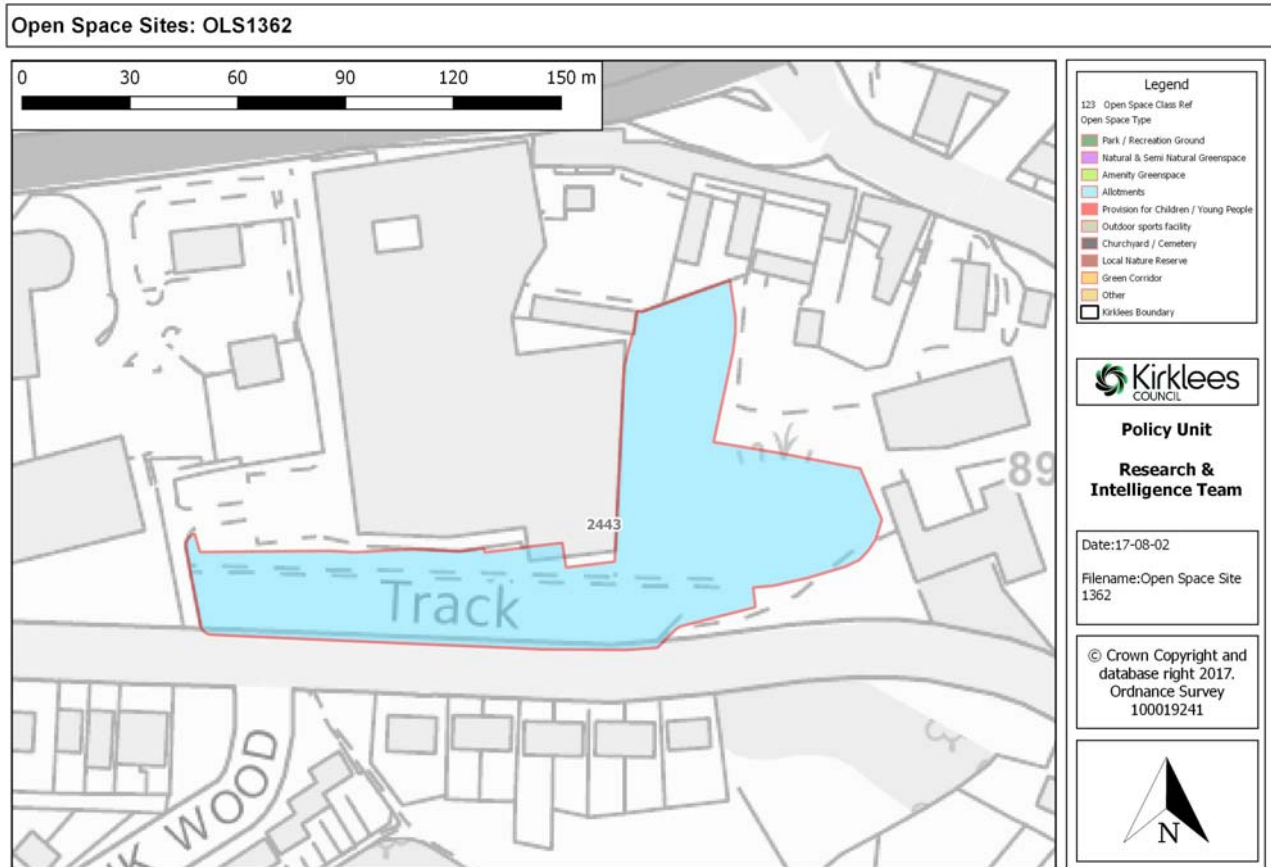 Open Space Sites: OLS1362
0 30 60 90 120 150 m
2443
Track
89
WOOD
Legend
123 Open Space Class Ref
Open Space Type
Park / Recreation Ground
Natural & Semi Natural Greenspace
Amenity Greenspace
Allotments
Provision for Children / Young People
Outdoor sports facility
Churchyard / Cemetery
Local Nature Reserve
Green Corridor
Other
Kirklees Boundary
Kirklees
COUNCIL
Policy Unit
Research &
Intelligence Team
Date:17-08-02
Filename:Open Space Site
1362
© Crown Copyright and
database right 2017.
Ordnance Survey
100019241
N